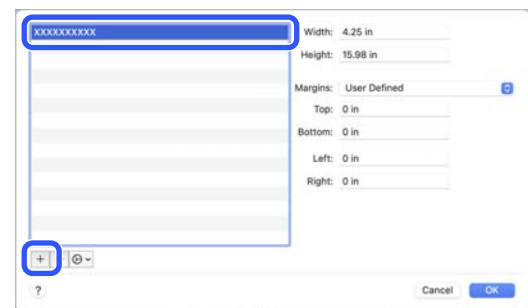 XXXXXXXXXX
Width: 4.25 in
Height: 15.98 in
Margins: User Defined
Top: 0 in
Bottom: 0 in
Left: 0 in
Right: 0 in
+
?
Cancel
OK